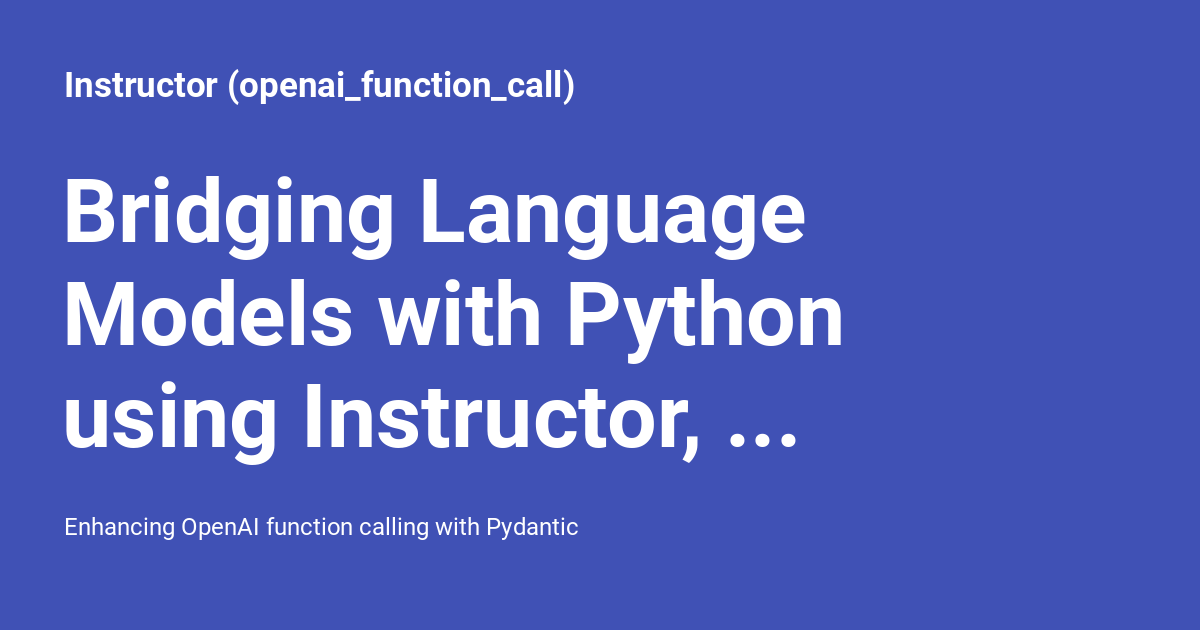 Instructor (openai_function_call)
Bridging Language
Models with Python
using Instructor, ...
Enhancing OpenAI function calling with Pydantic